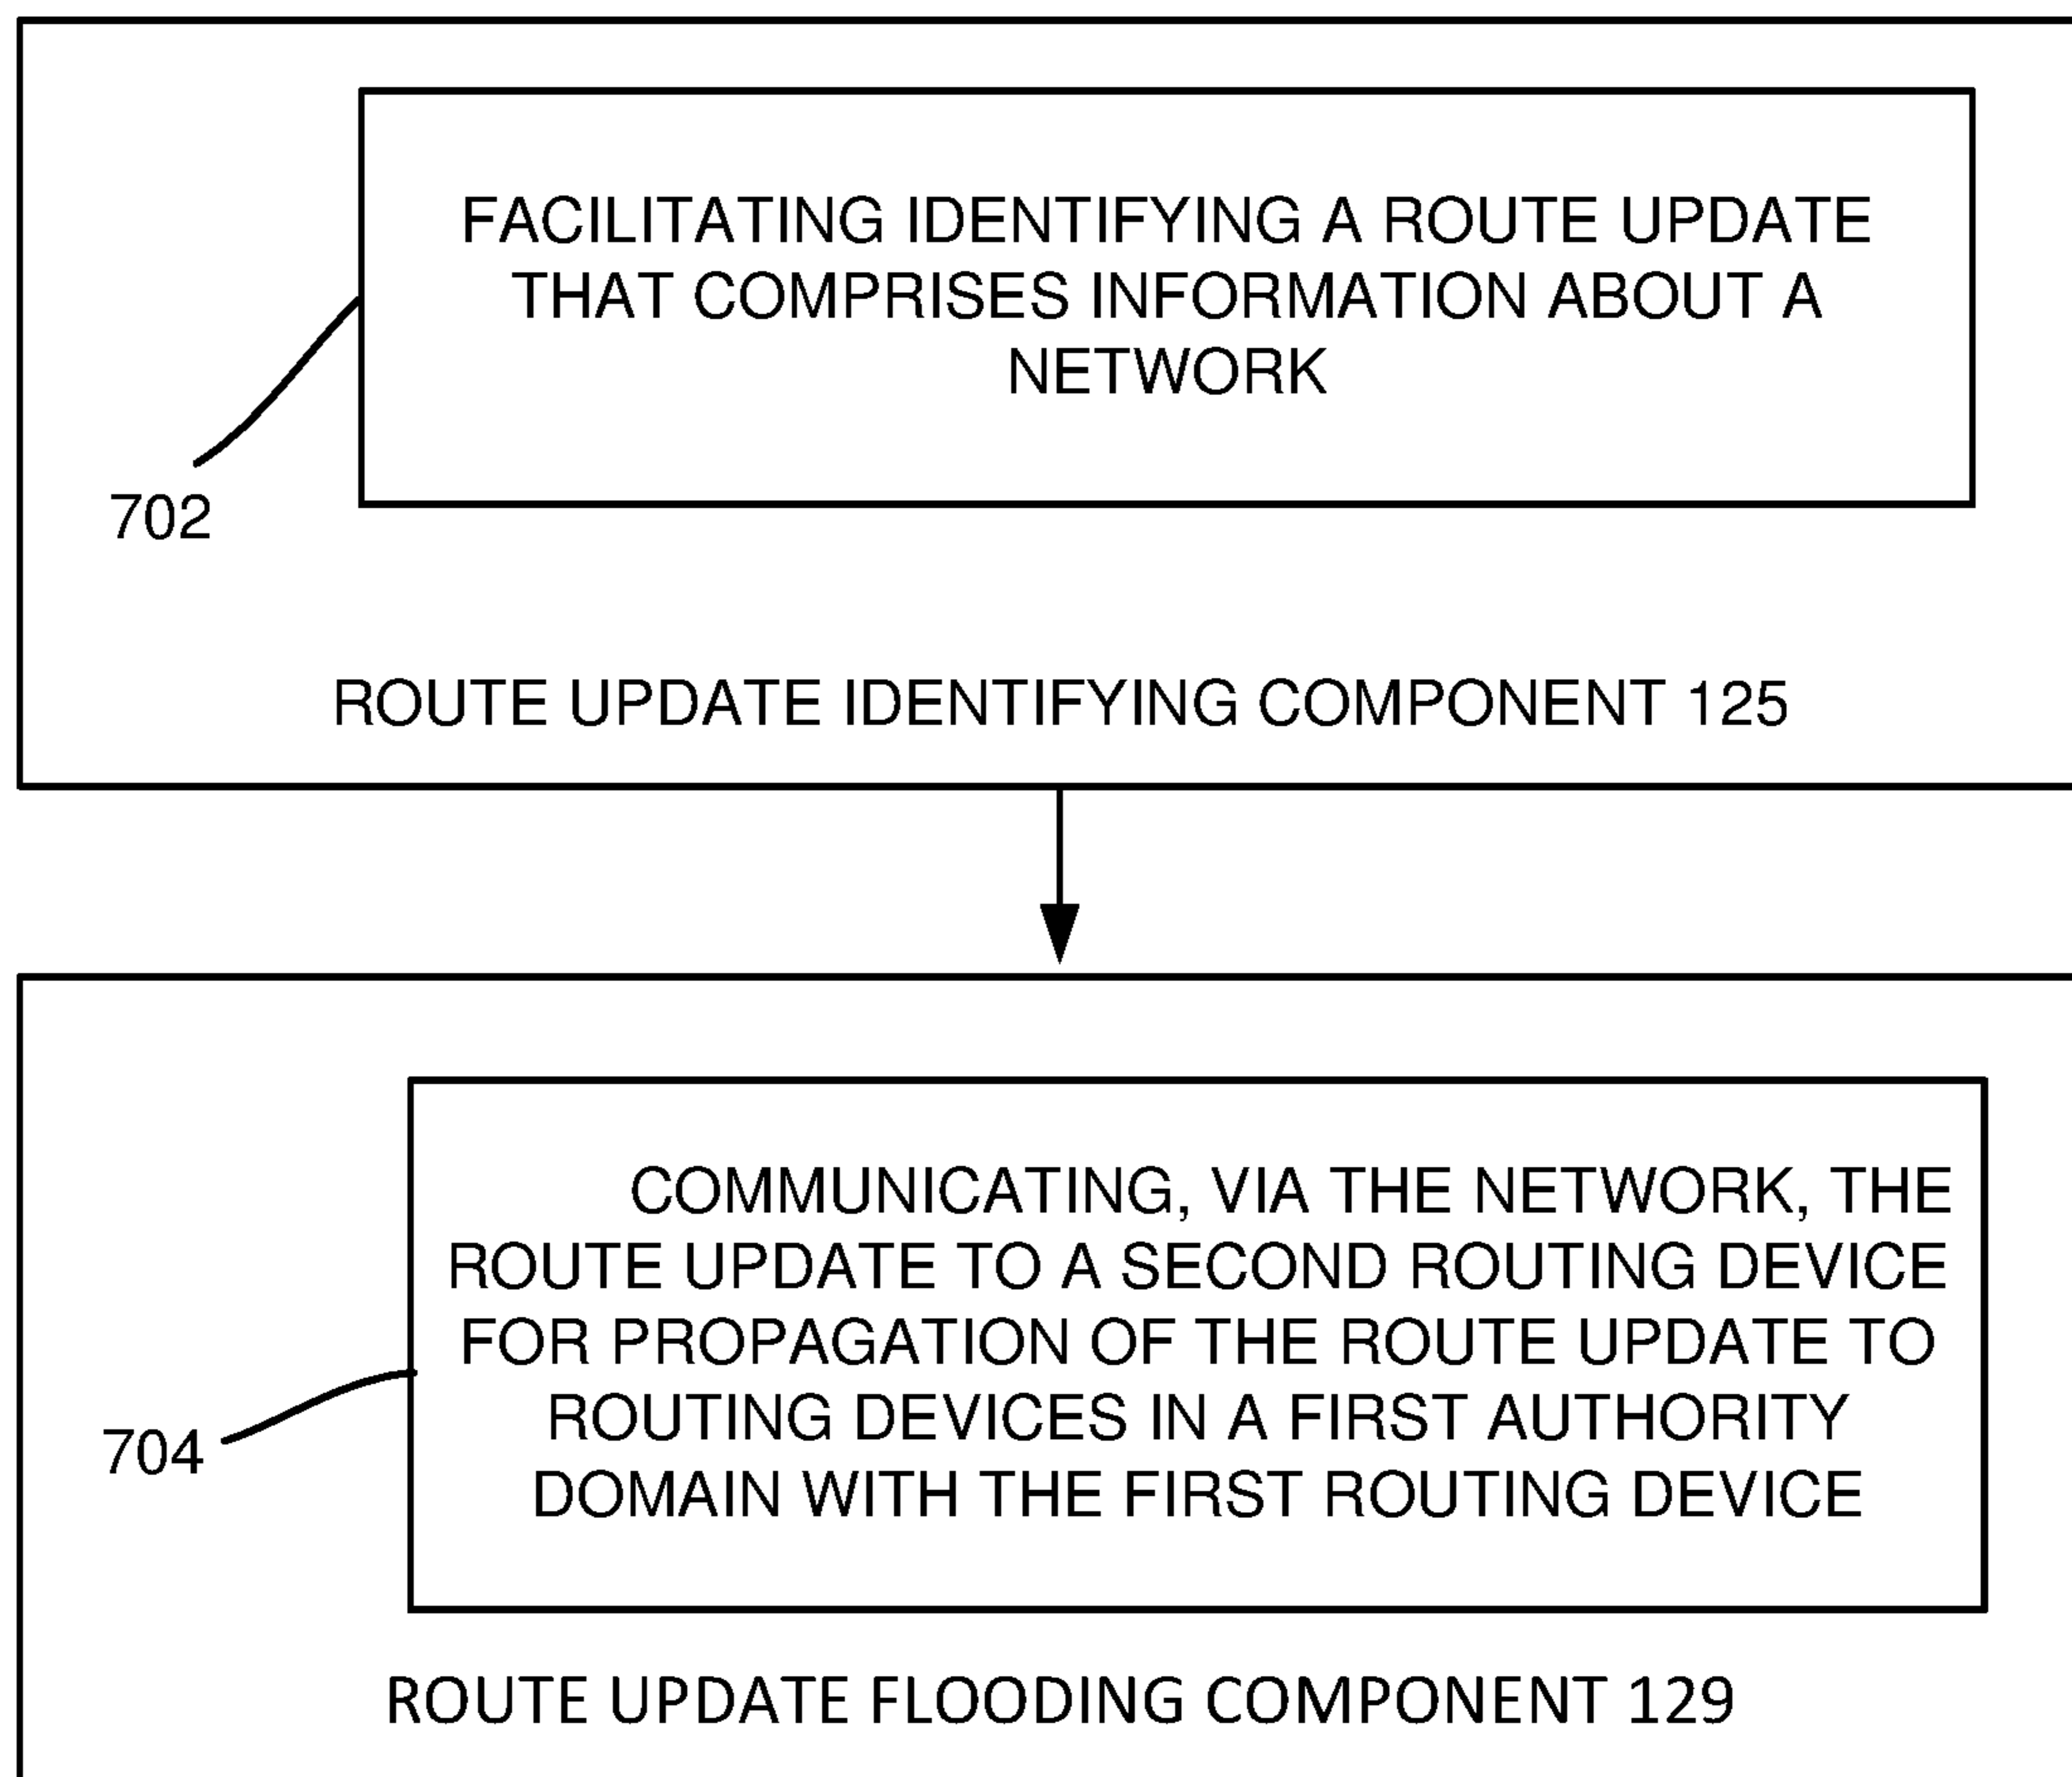 FACILITATING IDENTIFYING A ROUTE UPDATE
THAT COMPRISES INFORMATION ABOUT A
NETWORK
702
ROUTE UPDATE IDENTIFYING COMPONENT 125
COMMUNICATING, VIA THE NETWORK, THE
ROUTE UPDATE TO A SECOND ROUTING DEVICE
FOR PROPAGATION OF THE ROUTE UPDATE TO
ROUTING DEVICES IN A FIRST AUTHORITY
DOMAIN WITH THE FIRST ROUTING DEVICE
704
ROUTE UPDATE FLOODING COMPONENT 129